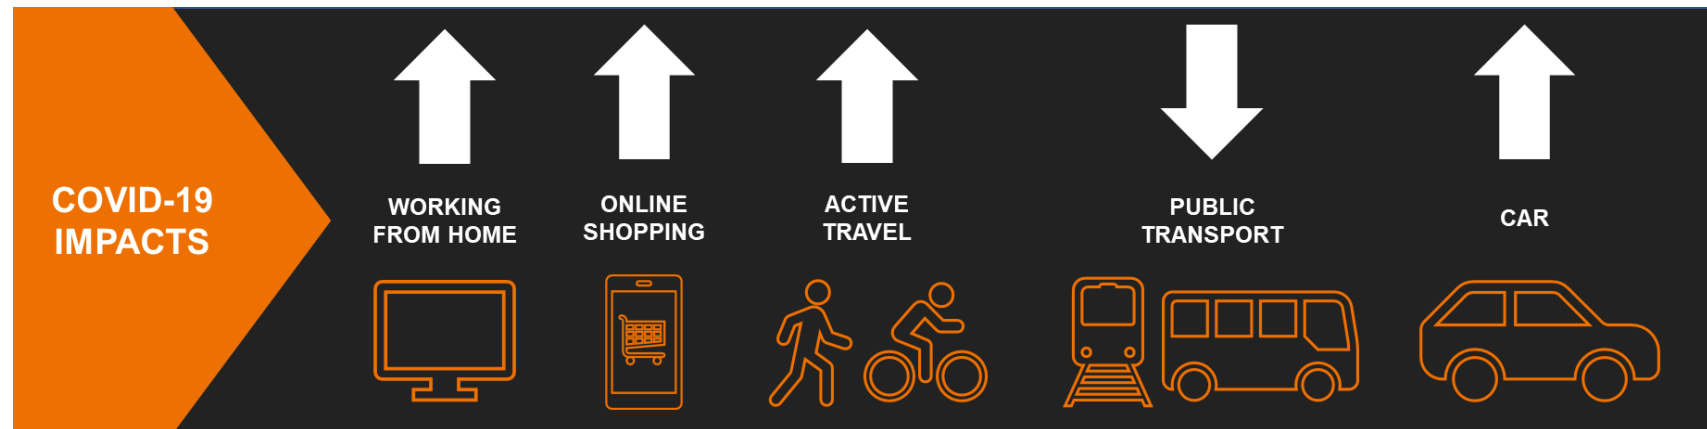 COVID-19
IMPACTS
WORKING
FROM HOME
ONLINE
SHOPPING
ACTIVE
TRAVEL
PUBLIC
TRANSPORT
CAR